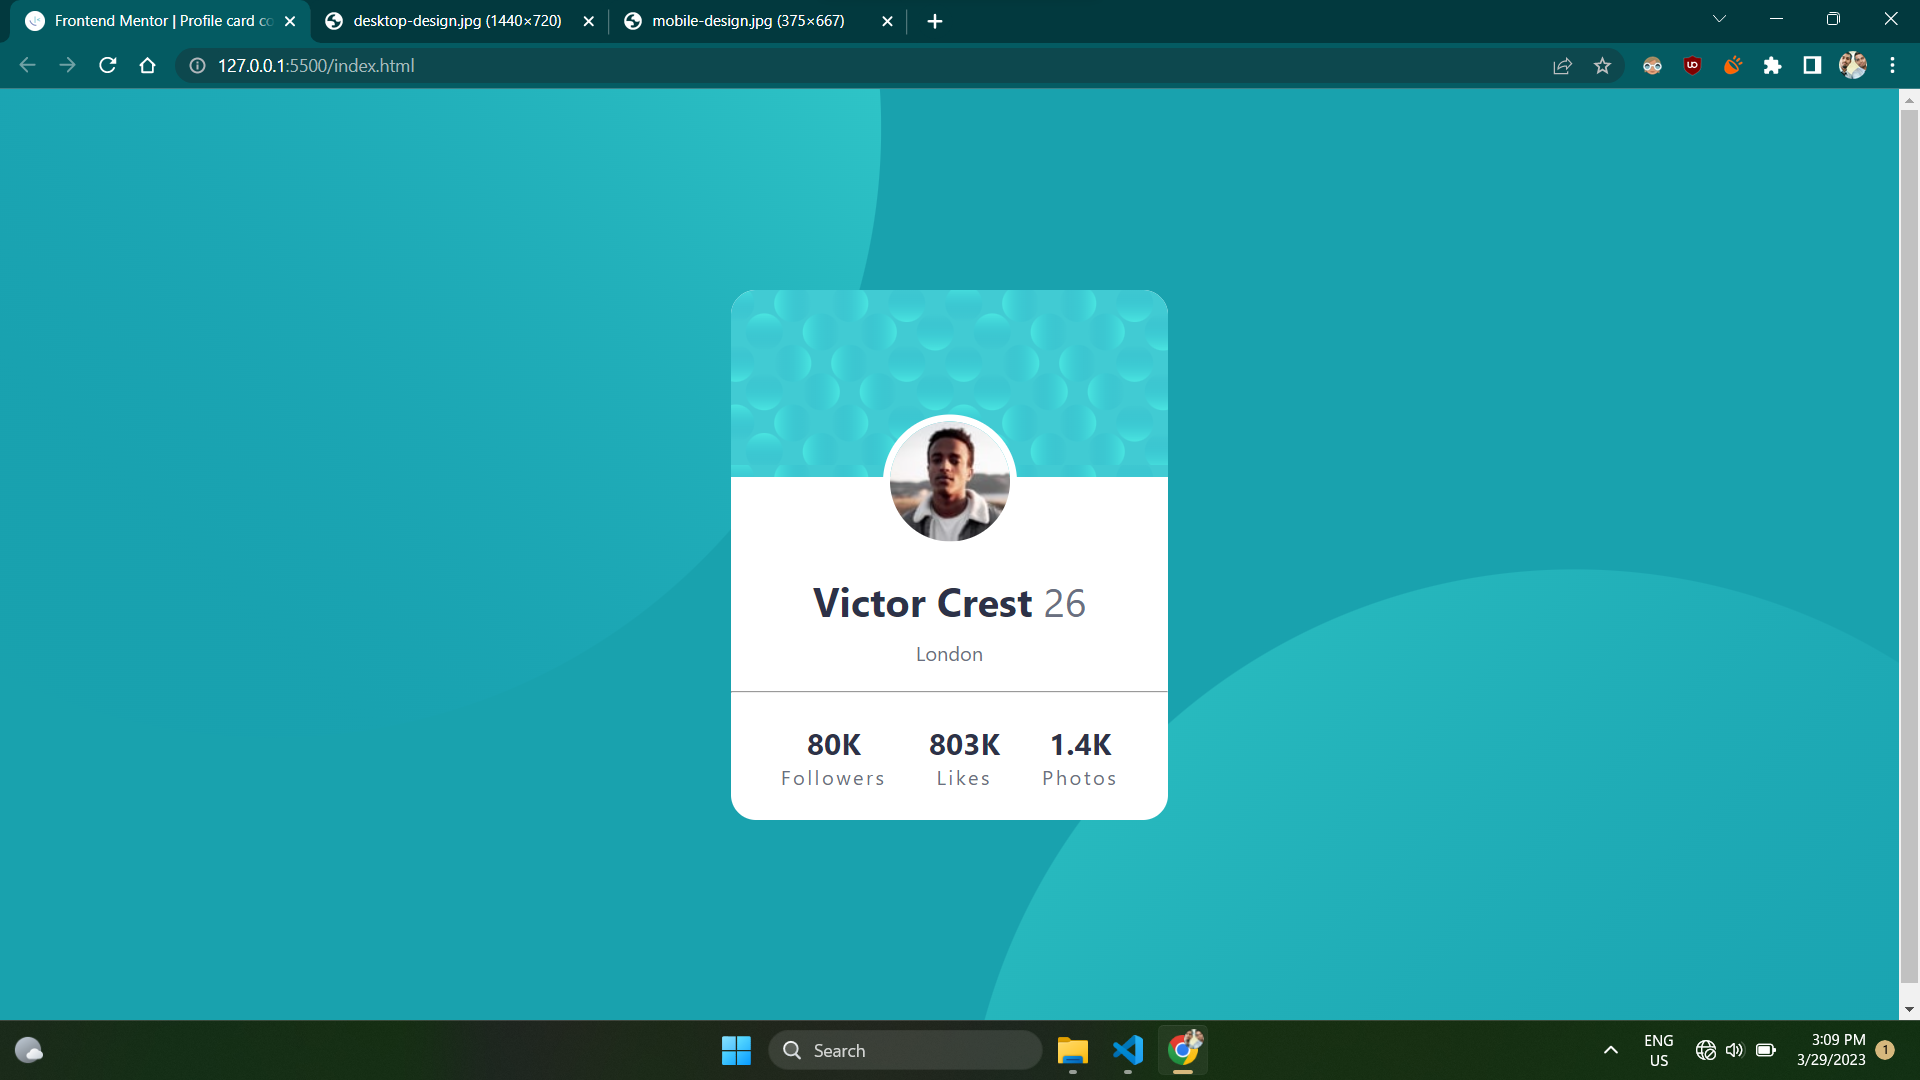 Frontend Mentor | Profile card co
desktop-design.jpg (1440×720)
mobile-design.jpg (375×667)
127.0.0.1:5500/index.html
UD
Victor Crest 26
London
80K 803K 1.4K
Followers Likes Photos
Search
ENG
US
3:09 PM
3/29/2023
1